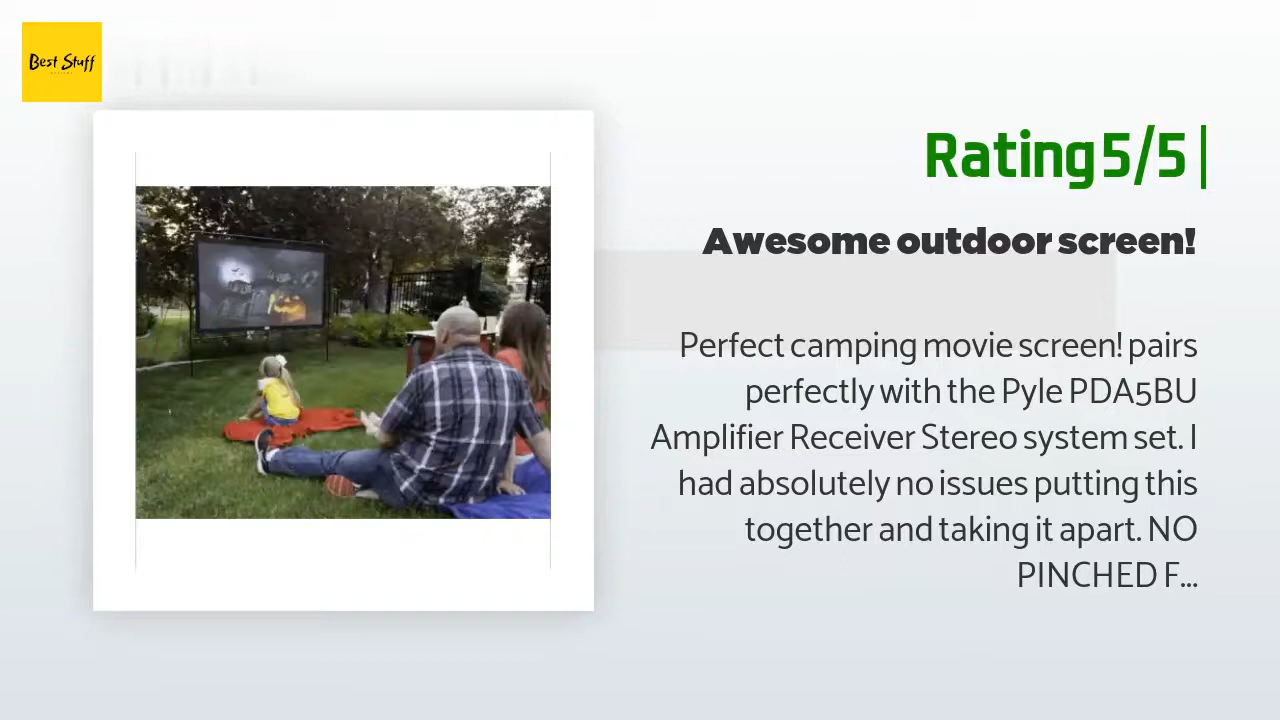 Best Stuff
Rating 5/5
Awesome outdoor screen!
Perfect camping movie screen! pairs
perfectly with the Pyle PDA5BU
Amplifier Receiver Stereo system set. I
had absolutely no issues putting this
together and taking it apart. NO
PINCHED F...